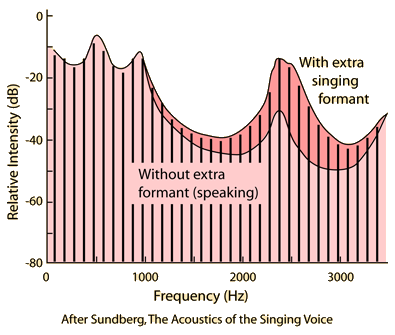 0
-20
-40
-60
-80
Relative Intensity (dB)
With extra
singing
formant
Without extra
formant (speaking)
0
1000
2000
3000
Frequency (Hz)
After Sundberg, The Acoustics of the Singing Voice